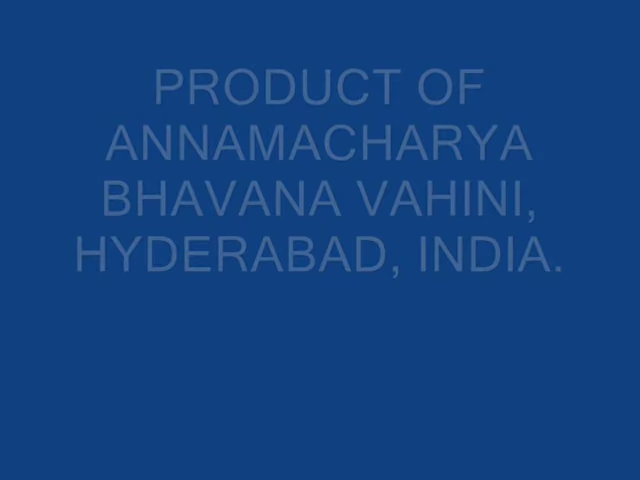 PRODUCT OF
ANNAMACHARYA
BHAVANA VAHINI,
HYDERABAD, INDIA.